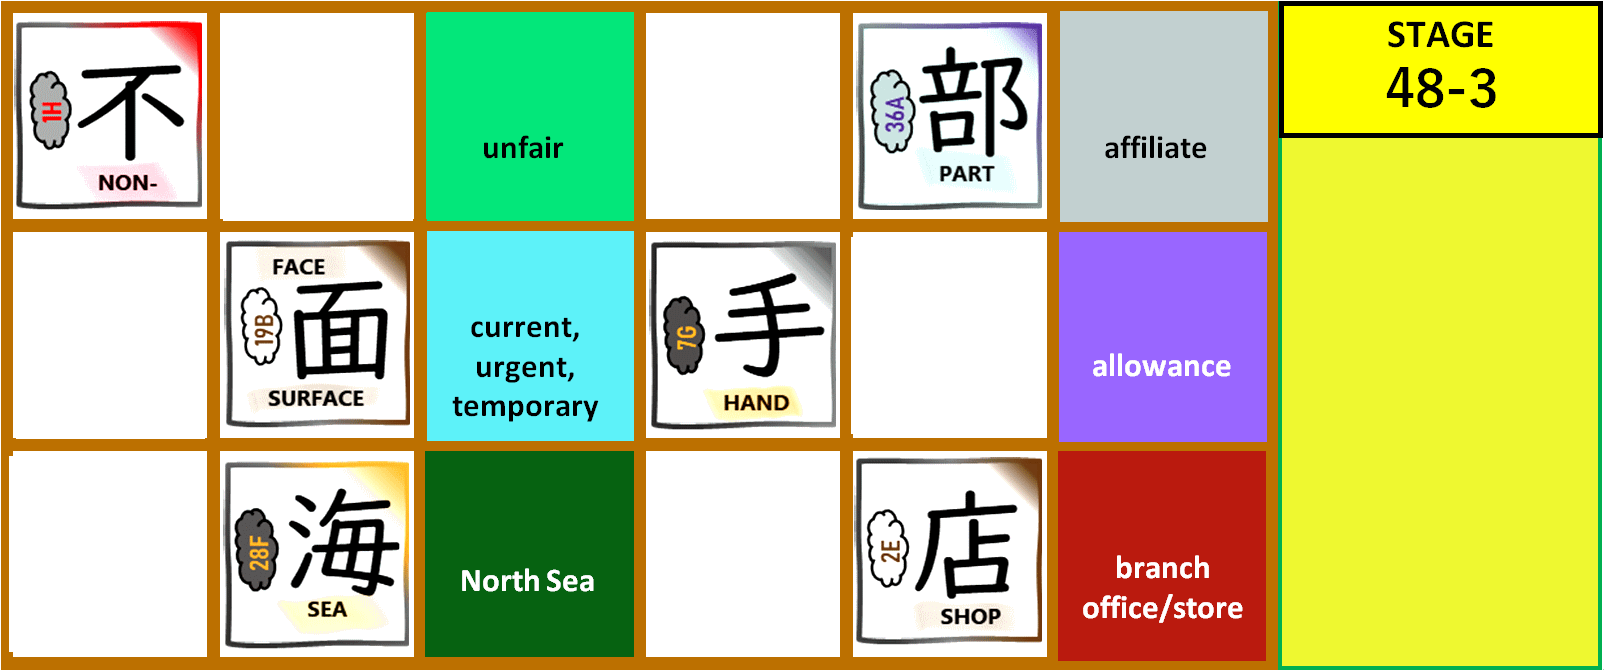 1H
不
NON-
unfair
36A
部
PART
affiliate
STAGE
48-3
FACE
19B
面
SURFACE
current,
urgent,
temporary
7G
手
HAND
allowance
28F
海
SEA
North Sea
2E
店
SHOP
branch
office/store